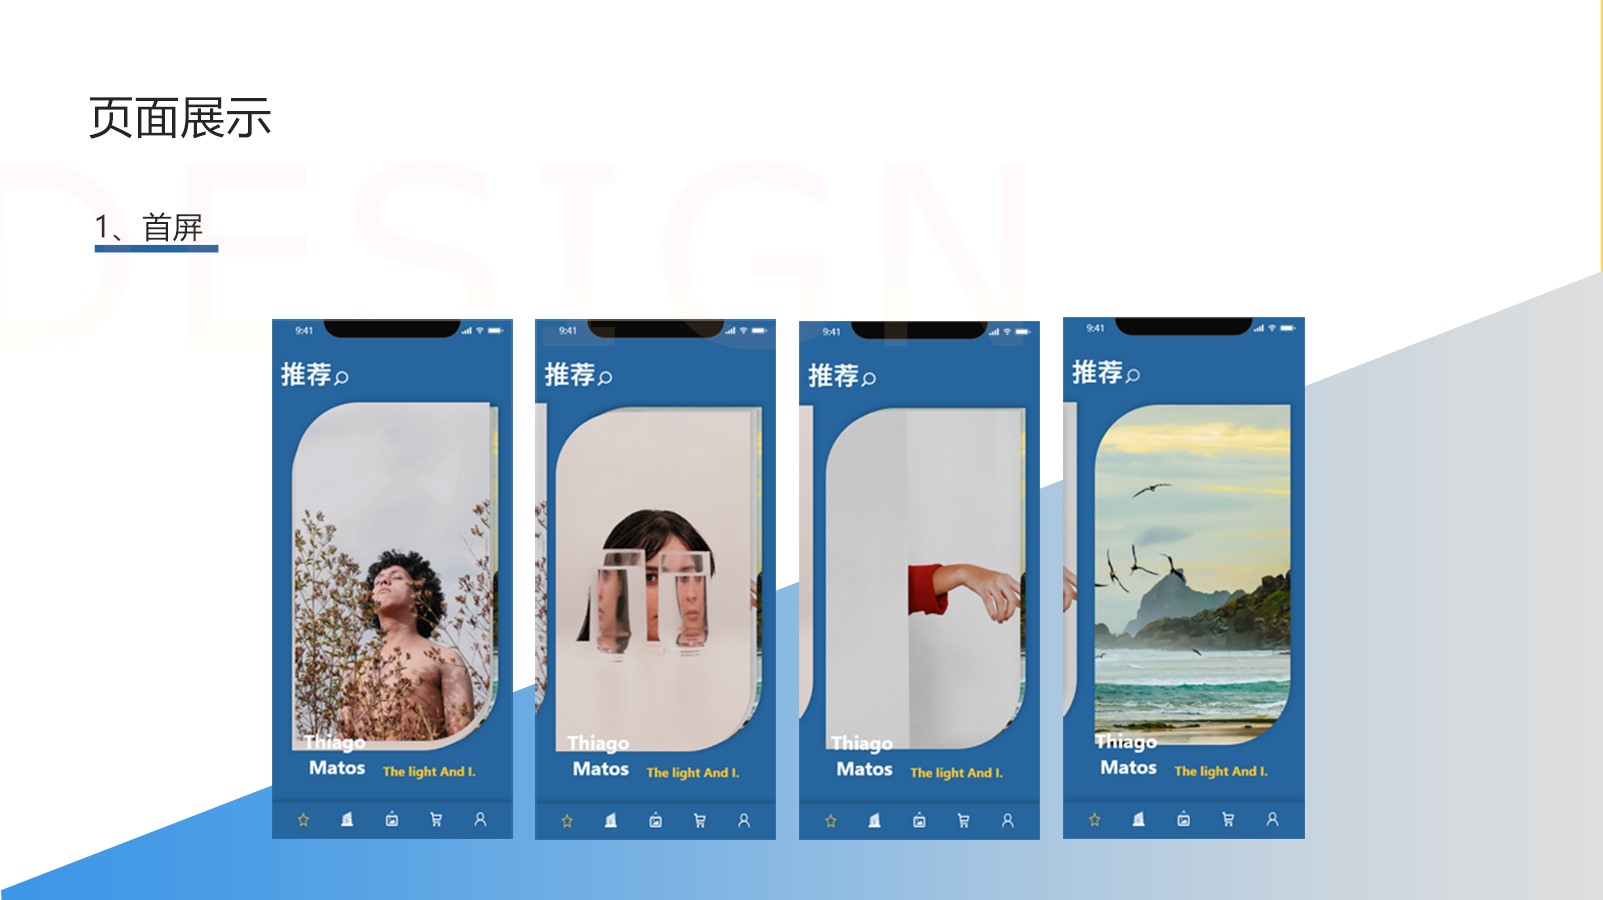 页面展示
DESIGN
1、首屏
9:41
推荐
Thiago
Matos
The light And I.
9:41
推荐
Thiago
Matos
The light And I.
9:41
推荐
Thiago
Matos
The light And I.
9:41
推荐
Thiago
Matos
The light And I.